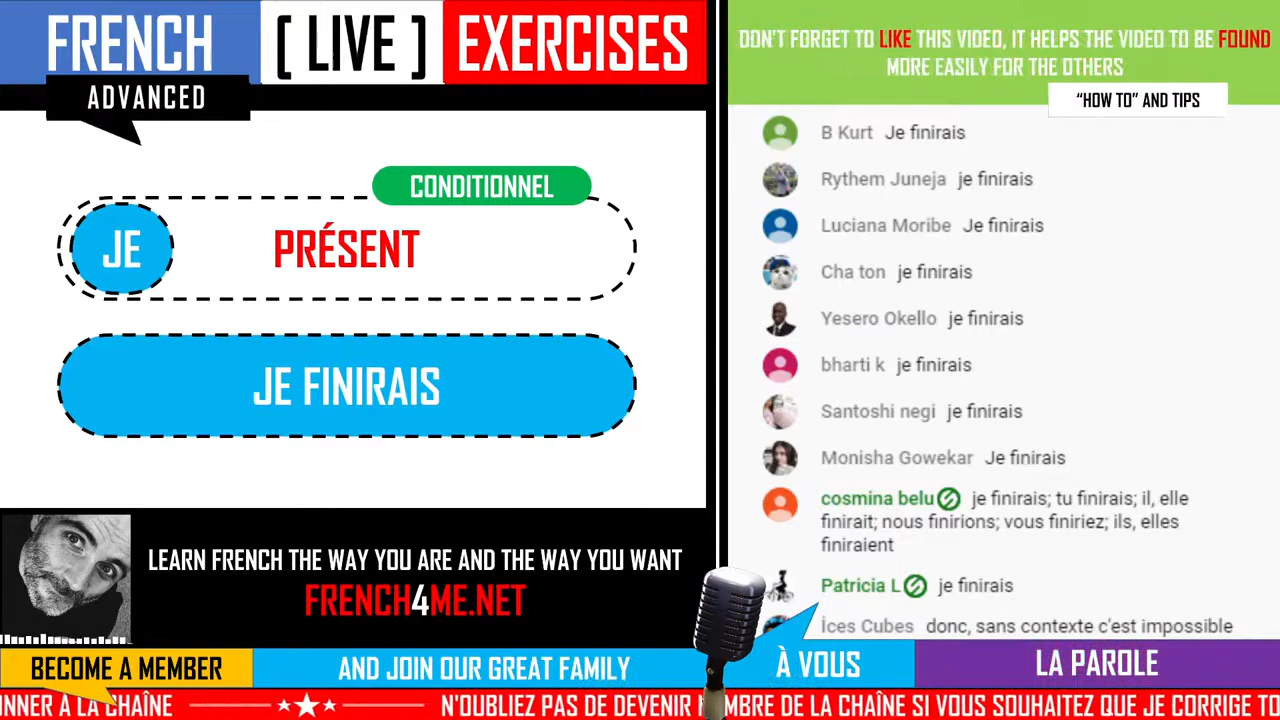 FRENCH [ LIVE ] EXERCISES
ADVANCED
CONDITIONNEL
JE PRÉSENT
JE FINIRAIS
LEARN FRENCH THE WAY YOU ARE AND THE WAY YOU WANT
FRENCH4ME.NET
BECOME A MEMBER AND JOIN OUR GREAT FAMILY
DON'T FORGET TO LIKE THIS VIDEO, IT HELPS THE VIDEO TO BE FOUND
MORE EASILY FOR THE OTHERS
"HOW TO" AND TIPS
B Kurt Je finirais
Rythem Juneja je finirais
Luciana Moribe Je finirais
Cha ton je finirais
Yesero Okello je finirais
bharti k je finirais
Santoshi negi je finirais
Monisha Gowekar Je finirais
cosmina belu je finirais; tu finirais; il, elle
finirait; nous finirions; vous finiriez; ils, elles
finiraient
Patricia L je finirais
İces Cubes donc, sans contexte c'est impossible
À VOUS LA PAROLE
NNER À LA CHAÎNE N'OUBLIEZ PAS DE DEVENIR MEMBRE DE LA CHAÎNE SI VOUS SOUHAITEZ QUE JE CORRIGE TO